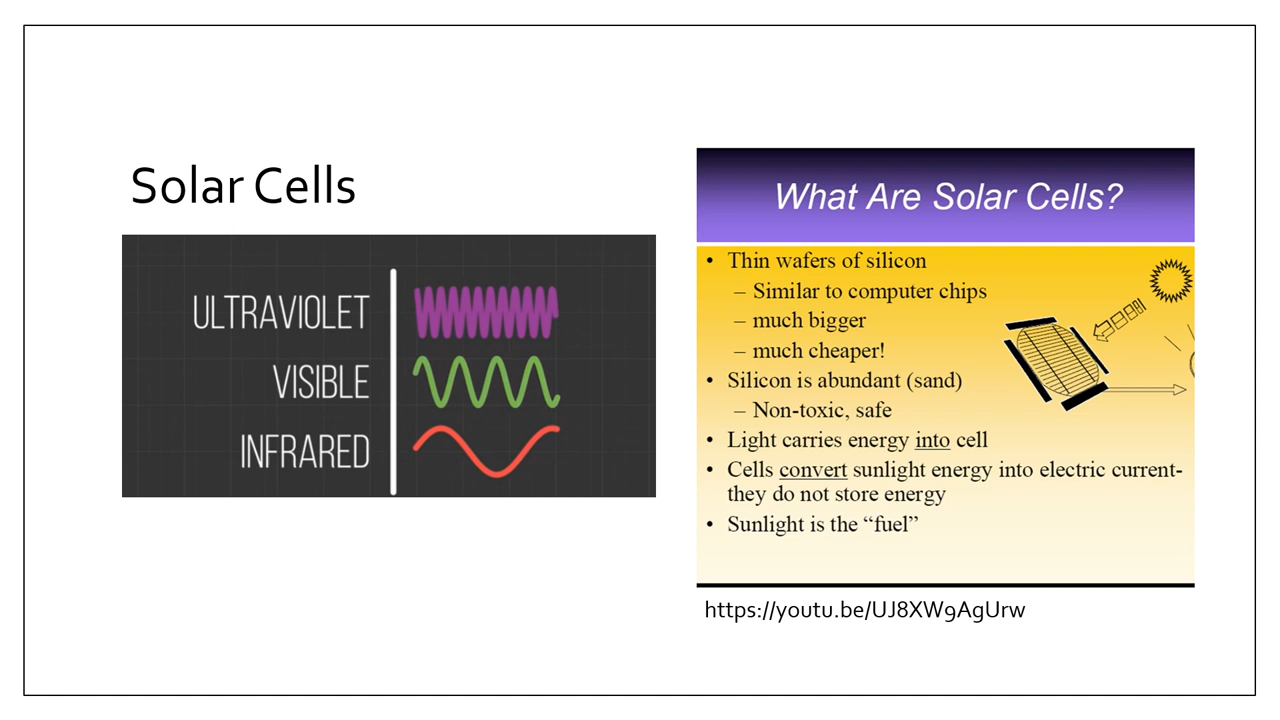 Solar Cells
ULTRAVIOLET
VISIBLE
INFRARED
What Are Solar Cells?
• Thin wafers of silicon
– Similar to computer chips
– much bigger
– much cheaper!
• Silicon is abundant (sand)
– Non-toxic, safe
• Light carries energy into cell
• Cells convert sunlight energy into electric current-
they do not store energy
• Sunlight is the “fuel”
https://youtu.be/UJ8XW9AgUrw